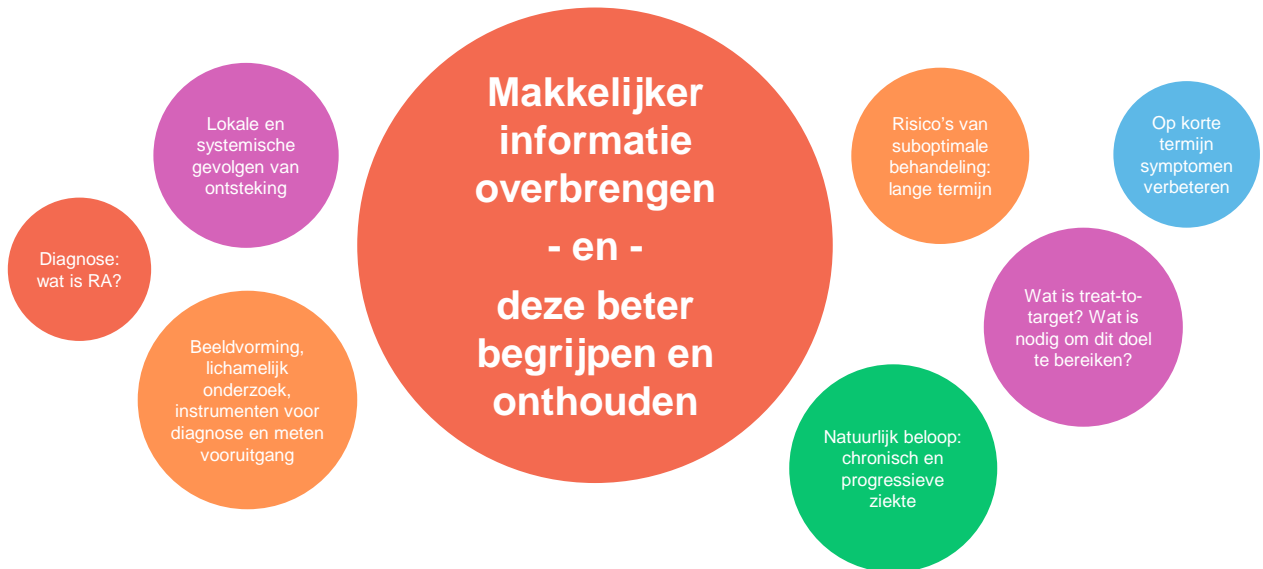 Diagnose:
wat is RA?
Lokale en
systemische
gevolgen van
ontsteking
Beeldvorming,
lichamelijk
onderzoek,
instrumenten voor
diagnose en meten
vooruitgang
Makkelijker
informatie
overbrengen
- en -
deze beter
begrijpen en
onthouden
Risico's van
suboptimale
behandeling:
lange termijn
Op korte
termijn
symptomen
verbeteren
Wat is treat-to-
target? Wat is
nodig om dit doel
te bereiken?
Natuurlijk beloop:
chronisch en
progressieve
ziekte